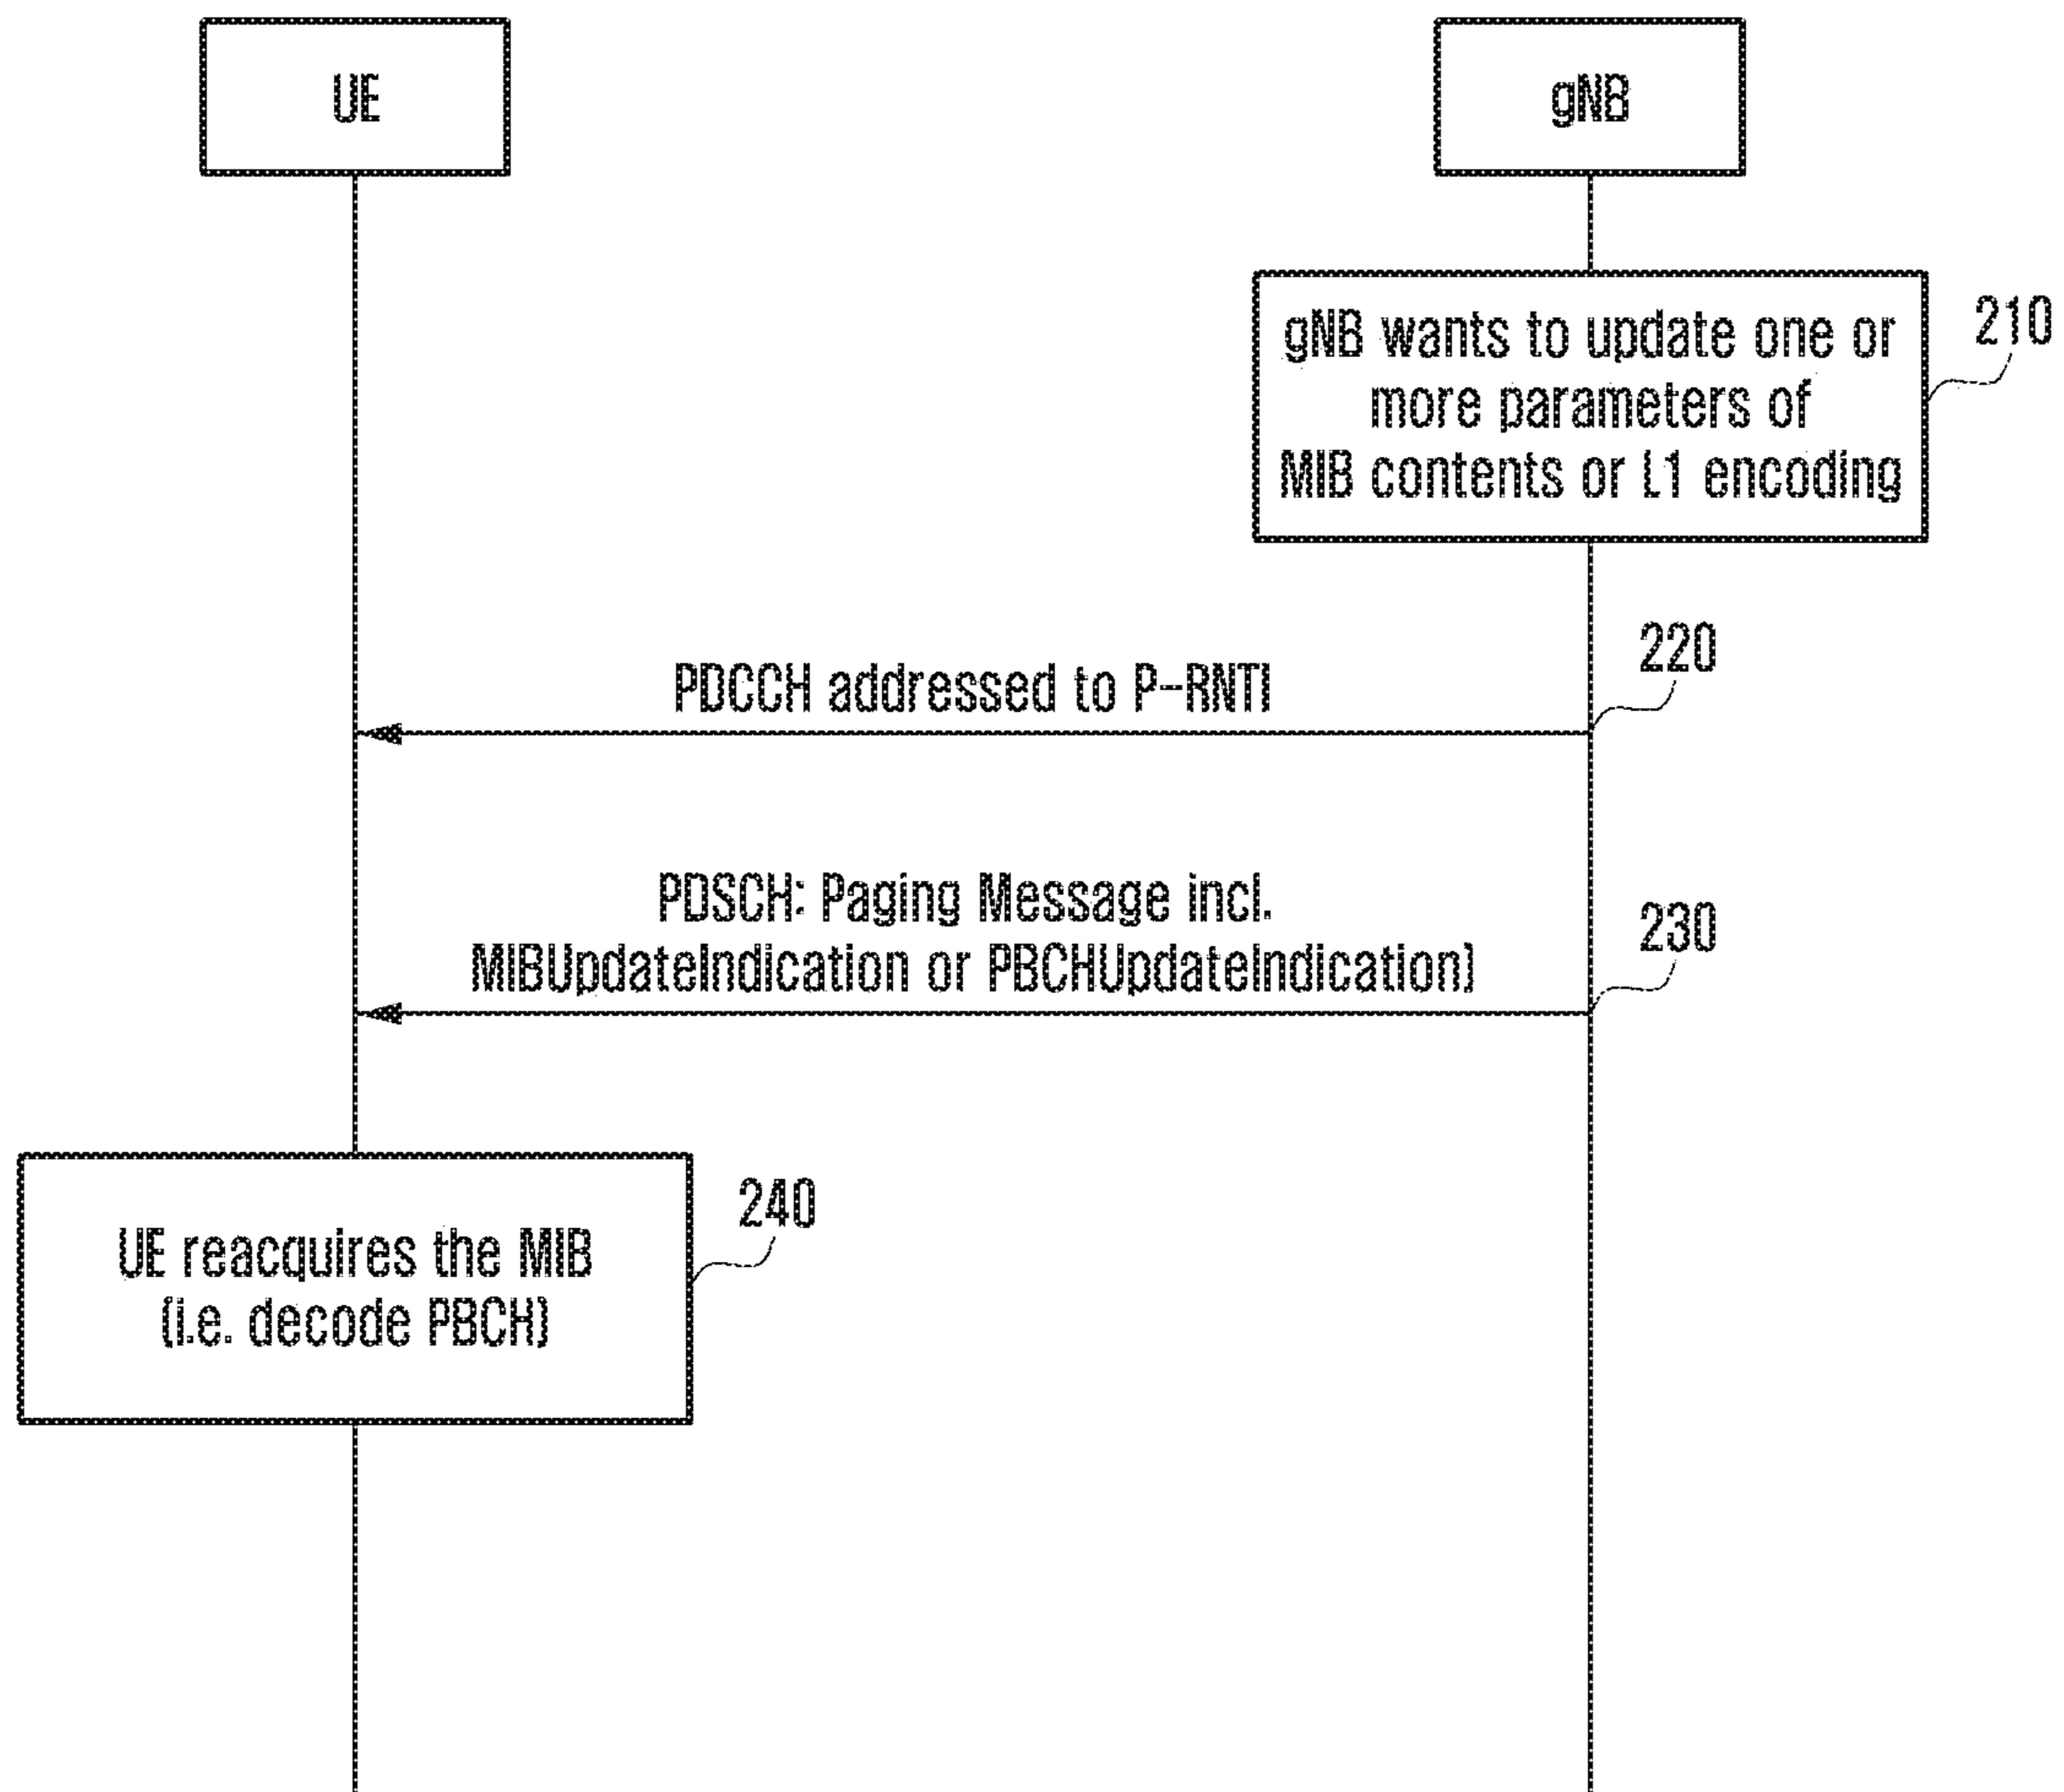 UE
gNB
gNB wants to update one or
more parameters of
MIB contents or L1 encoding
210
220
PDCCH addressed to P-RNTI
PDSCH: Paging Message incl.
MIBUpdateIndication or PBCHUpdateIndication)
230
UE reacquires the MIB
(i.e. decode PBCH)
240